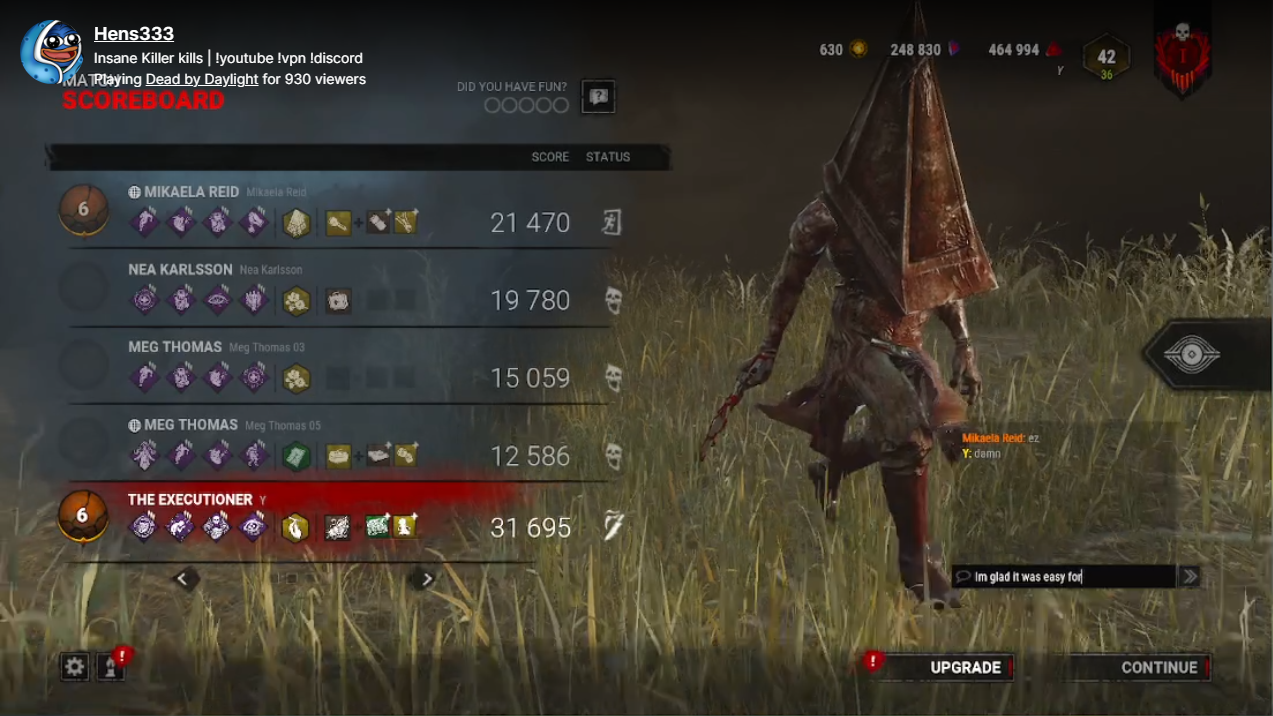 Hens333
Insane Killer kills | !youtube !vpn !discord
Playing Dead by Daylight for 930 viewers
MATCH
SCOREBOARD
DID YOU HAVE FUN?
630
248 830
464 994
Y
42
36
I
SCORE STATUS
6
MIKAELA REID Mikaela Reid
21 470
NEA KARLSSON Nea Karlsson
19 780
MEG THOMAS Meg Thomas 03
15 059
MEG THOMAS Meg Thomas 05
12 586
6
THE EXECUTIONER Y
31 695
Mikaela Reid: ez
Y: damn
Im glad it was easy for
UPGRADE
CONTINUE